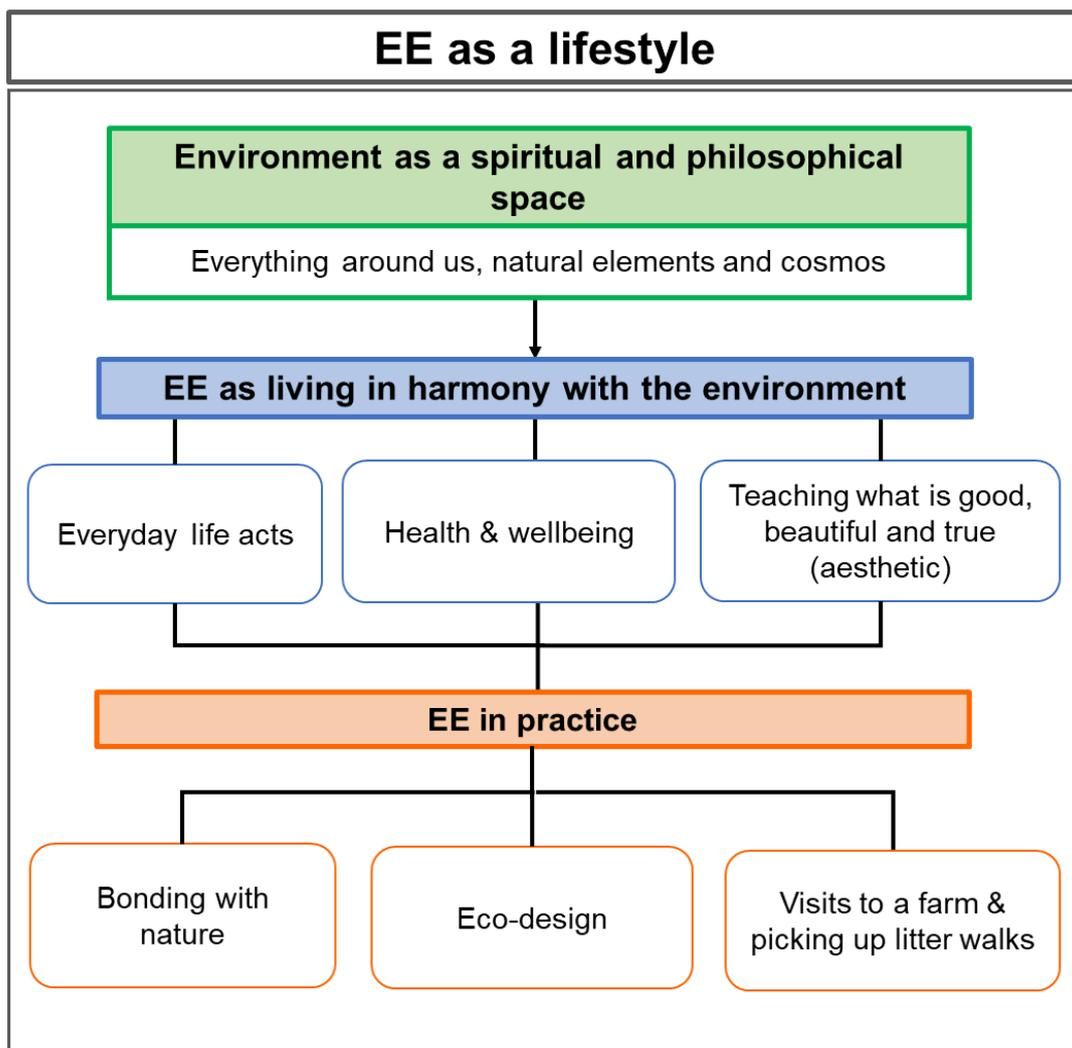 EE as a lifestyle
Environment as a spiritual and philosophical
space
Everything around us, natural elements and cosmos
EE as living in harmony with the environment
Everyday life acts
Health & wellbeing
Teaching what is good,
beautiful and true
(aesthetic)
EE in practice
Bonding with
nature
Eco-design
Visits to a farm &
picking up litter walks